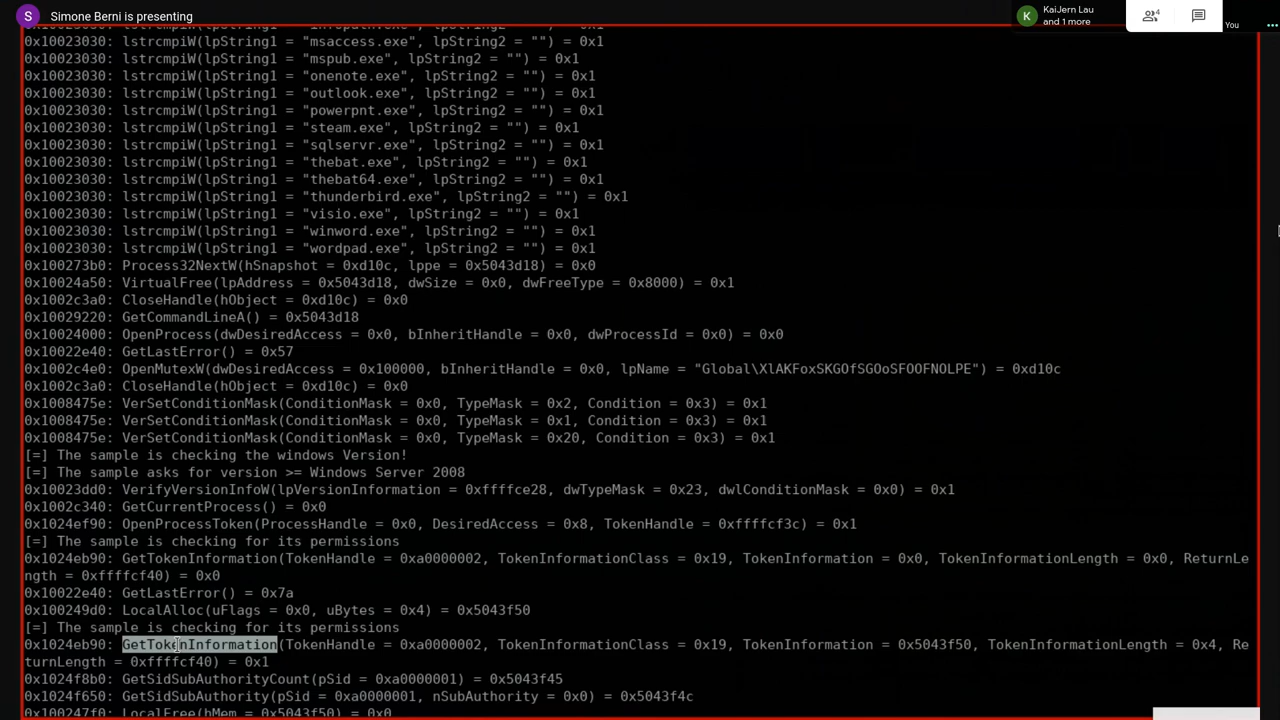 S Simone Berni is presenting
K KaiJern Lau
and 1 more
4
You
0x10023030: lstrcmpiW(lpString1 = "msaccess.exe", lpString2 = "") = 0x1
0x10023030: lstrcmpiW(lpString1 = "mspub.exe", lpString2 = "") = 0x1
0x10023030: lstrcmpiW(lpString1 = "onenote.exe", lpString2 = "") = 0x1
0x10023030: lstrcmpiW(lpString1 = "outlook.exe", lpString2 = "") = 0x1
0x10023030: lstrcmpiW(lpString1 = "powerpnt.exe", lpString2 = "") = 0x1
0x10023030: lstrcmpiW(lpString1 = "steam.exe", lpString2 = "") = 0x1
0x10023030: lstrcmpiW(lpString1 = "sqlservr.exe", lpString2 = "") = 0x1
0x10023030: lstrcmpiW(lpString1 = "thebat.exe", lpString2 = "") = 0x1
0x10023030: lstrcmpiW(lpString1 = "thebat64.exe", lpString2 = "") = 0x1
0x10023030: lstrcmpiW(lpString1 = "thunderbird.exe", lpString2 = "") = 0x1
0x10023030: lstrcmpiW(lpString1 = "visio.exe", lpString2 = "") = 0x1
0x10023030: lstrcmpiW(lpString1 = "winword.exe", lpString2 = "") = 0x1
0x10023030: lstrcmpiW(lpString1 = "wordpad.exe", lpString2 = "") = 0x1
0x100273b0: Process32NextW(hSnapshot = 0xd10c, lppe = 0x5043d18) = 0x0
0x10024a50: VirtualFree(lpAddress = 0x5043d18, dwSize = 0x0, dwFreeType = 0x8000) = 0x1
0x1002c3a0: CloseHandle(hObject = 0xd10c) = 0x0
0x10029220: GetCommandLineA() = 0x5043d18
0x10024000: OpenProcess(dwDesiredAccess = 0x0, bInheritHandle = 0x0, dwProcessId = 0x0) = 0x0
0x10022e40: GetLastError() = 0x57
0x1002c4e0: OpenMutexW(dwDesiredAccess = 0x100000, bInheritHandle = 0x0, lpName = "Global\XlAKFoxSKGOfSGOoSFOOFNOLPE") = 0xd10c
0x1002c3a0: CloseHandle(hObject = 0xd10c) = 0x0
0x1008475e: VerSetConditionMask(ConditionMask = 0x0, TypeMask = 0x2, Condition = 0x3) = 0x1
0x1008475e: VerSetConditionMask(ConditionMask = 0x0, TypeMask = 0x1, Condition = 0x3) = 0x1
0x1008475e: VerSetConditionMask(ConditionMask = 0x0, TypeMask = 0x20, Condition = 0x3) = 0x1
[=] The sample is checking the windows Version!
[=] The sample asks for version >= Windows Server 2008
0x10023dd0: VerifyVersionInfoW(lpVersionInformation = 0xffffce28, dwTypeMask = 0x23, dwlConditionMask = 0x0) = 0x1
0x1002c340: GetCurrentProcess() = 0x0
0x1024ef90: OpenProcessToken(ProcessHandle = 0x0, DesiredAccess = 0x8, TokenHandle = 0xffffcf3c) = 0x1
[=] The sample is checking for its permissions
0x1024eb90: GetTokenInformation(TokenHandle = 0xa0000002, TokenInformationClass = 0x19, TokenInformation = 0x0, TokenInformationLength = 0x0, ReturnLe
ngth = 0xffffcf40) = 0x0
0x10022e40: GetLastError() = 0x7a
0x100249d0: LocalAlloc(uFlags = 0x0, uBytes = 0x4) = 0x5043f50
[=] The sample is checking for its permissions
0x1024eb90: GetTokenInformation(TokenHandle = 0xa0000002, TokenInformationClass = 0x19, TokenInformation = 0x5043f50, TokenInformationLength = 0x4, Re
turnLength = 0xffffcf40) = 0x1
0x1024f8b0: GetSidSubAuthorityCount(pSid = 0xa0000001) = 0x5043f45
0x1024f650: GetSidSubAuthority(pSid = 0xa0000001, nSubAuthority = 0x0) = 0x5043f4c
0x100247f0: LocalFree(hMem = 0x5043f50) = 0x0